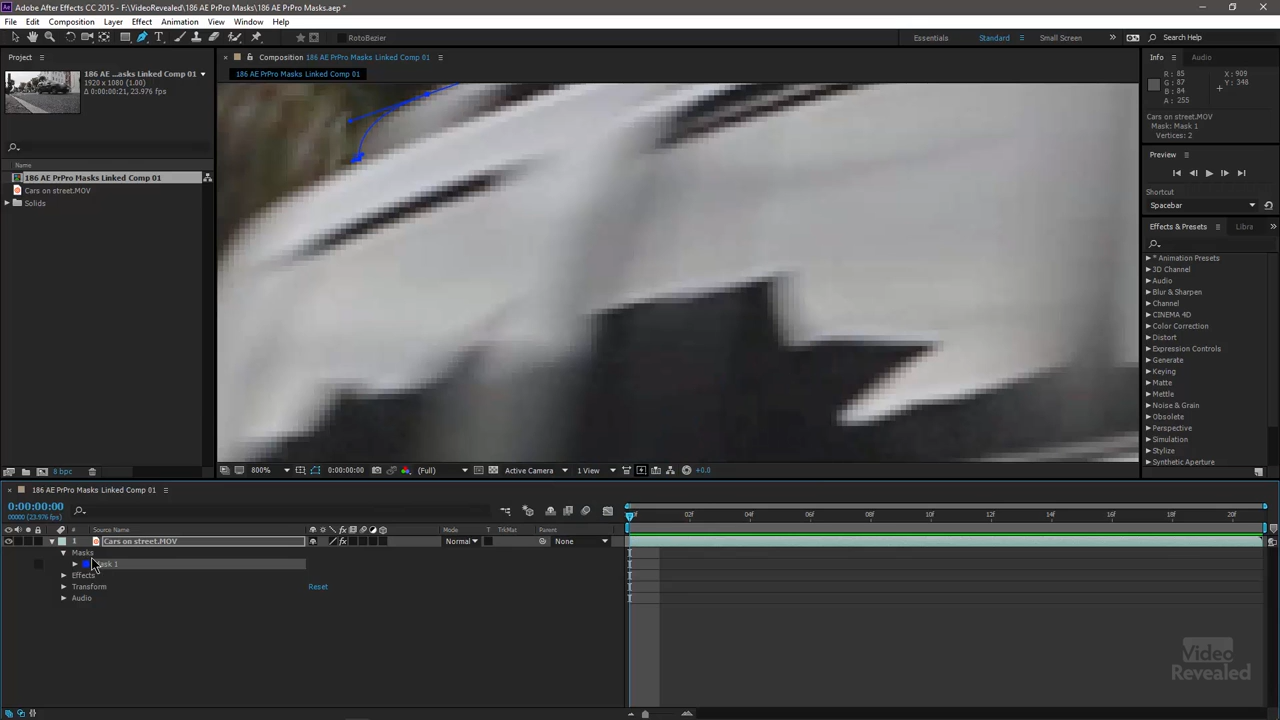 Adobe After Effects CC 2015 - F:\VideoRevealed\186 AE PrPro Masks\186 AE PrPro Masks.aep *
File Edit Composition Layer Effect Animation View Window Help
RotoBezier
Essentials Standard Small Screen Search Help
Project
186 AE ...asks Linked Comp 01
1920 x 1080 (1.00)
Δ 0:00:00:21, 23.976 fps
Name
186 AE PrPro Masks Linked Comp 01
Cars on street.MOV
Solids
8 bpc
Composition 186 AE PrPro Masks Linked Comp 01
186 AE PrPro Masks Linked Comp 01
800% 0:00:00:00 (Full) Active Camera 1 View +0.0
Info Audio
R : 85
G : 87
B : 84
A : 255
X : 909
Y : 348
Cars on street.MOV
Mask: Mask 1
Vertices: 2
Preview
Shortcut
Spacebar
Effects & Presets Libra
* Animation Presets
3D Channel
Audio
Blur & Sharpen
Channel
CINEMA 4D
Color Correction
Distort
Expression Controls
Generate
Keying
Matte
Mettle
Noise & Grain
Obsolete
Perspective
Simulation
Stylize
Synthetic Aperture
186 AE PrPro Masks Linked Comp 01
0:00:00:00
00000 (23.976 fps)
# Source Name Mode T TrkMat Parent
02f 04f 06f 08f 10f 12f 14f 16f 18f 20f
1 Cars on street.MOV Normal None
Masks
Mask 1
Effects
Transform Reset
Audio
Video
Revealed